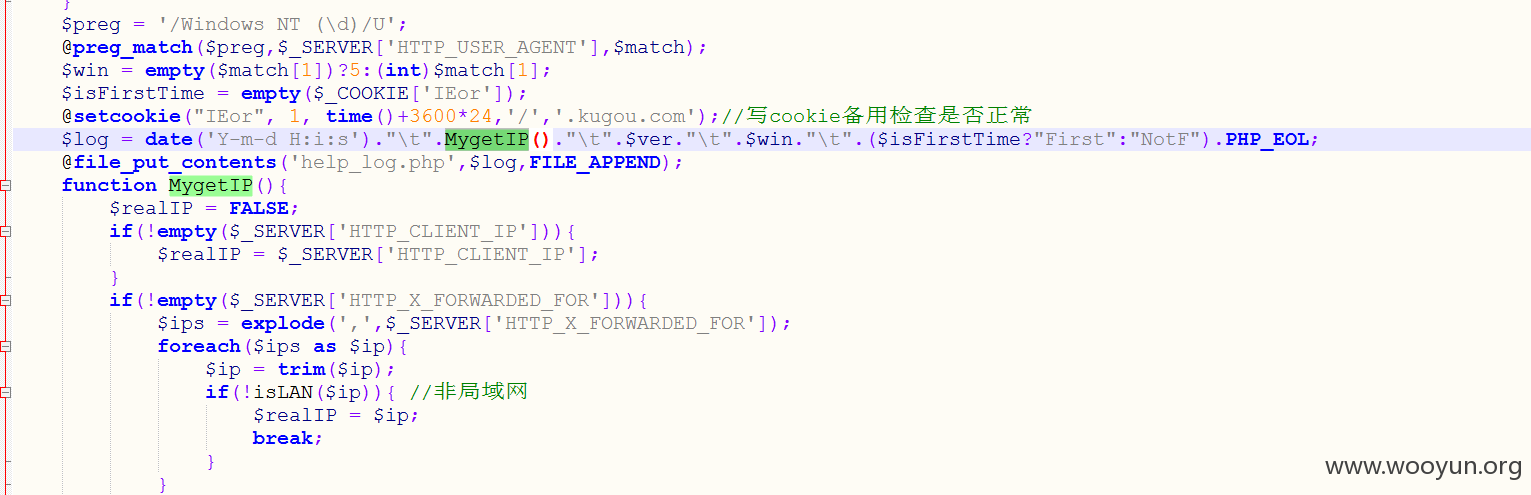 }
$preg = '/Windows NT (\d)/U';
@preg_match($preg,$_SERVER['HTTP_USER_AGENT'],$match);
$win = empty($match[1])?5:(int)$match[1];
$isFirstTime = empty($_COOKIE['IEor']);
@setcookie("IEor", 1, time()+3600*24,'/','.kugou.com');//写cookie备用检查是否正常
$log = date('Y-m-d H:i:s')."\t".MygetIP()."\t".$ver."\t".$win."\t".($isFirstTime?"First":"NotF").PHP_EOL;
@file_put_contents('help_log.php',$log,FILE_APPEND);
function MygetIP(){
$realIP = FALSE;
if(!empty($_SERVER['HTTP_CLIENT_IP'])){
$realIP = $_SERVER['HTTP_CLIENT_IP'];
}
if(!empty($_SERVER['HTTP_X_FORWARDED_FOR'])){
$ips = explode(',',$_SERVER['HTTP_X_FORWARDED_FOR']);
foreach($ips as $ip){
$ip = trim($ip);
if(!isLAN($ip)){ //非局域网
$realIP = $ip;
break;
}
}
www.wooyun.org